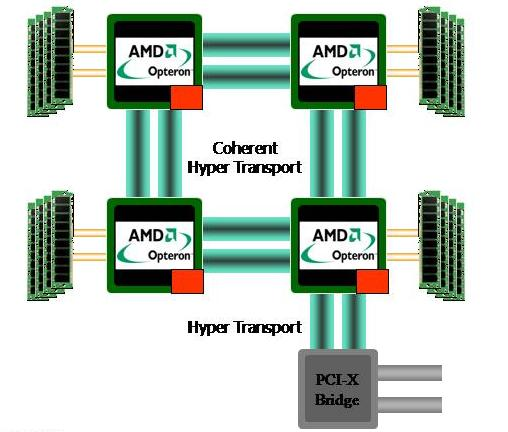 AMD
Opteron
AMD
Opteron
Coherent
Hyper Transport
AMD
Opteron
AMD
Opteron
Hyper Transport
PCI-X
Bridge